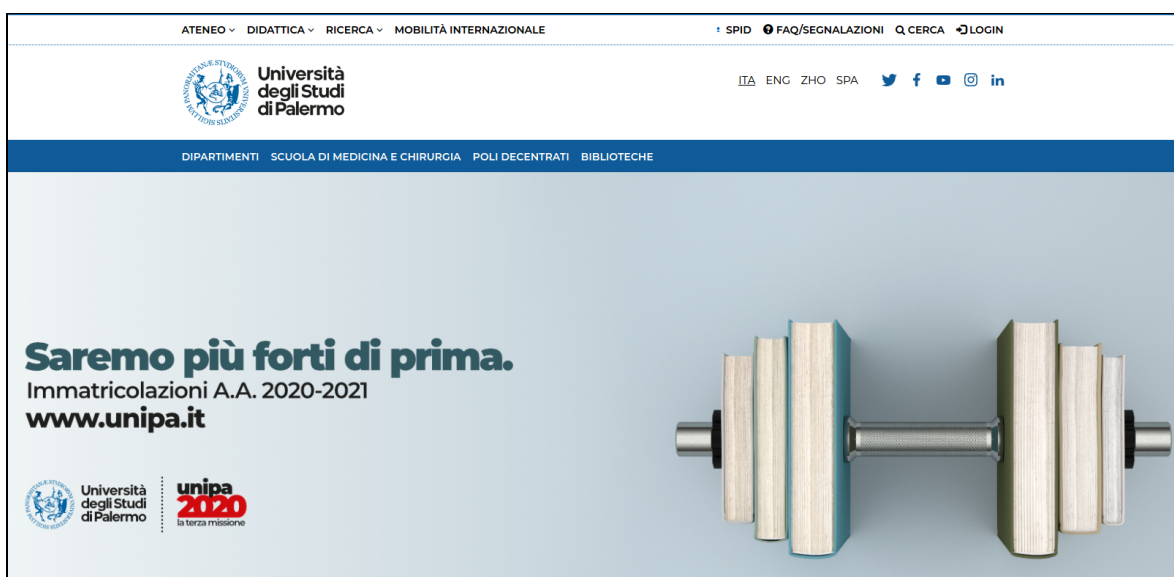 ATENEO DIDATTICA RICERCA MOBILITÀ INTERNAZIONALE SPID FAQ/SEGNALAZIONI CERCA LOGIN
Università
degli Studi
di Palermo
ITA ENG ZHO SPA
DIPARTIMENTI SCUOLA DI MEDICINA E CHIRURGIA POLI DECENTRATI BIBLIOTECHE
Saremo più forti di prima.
Immatricolazioni A.A. 2020-2021
www.unipa.it
Università
degli Studi
di Palermo
unipa
2020
la terza missione